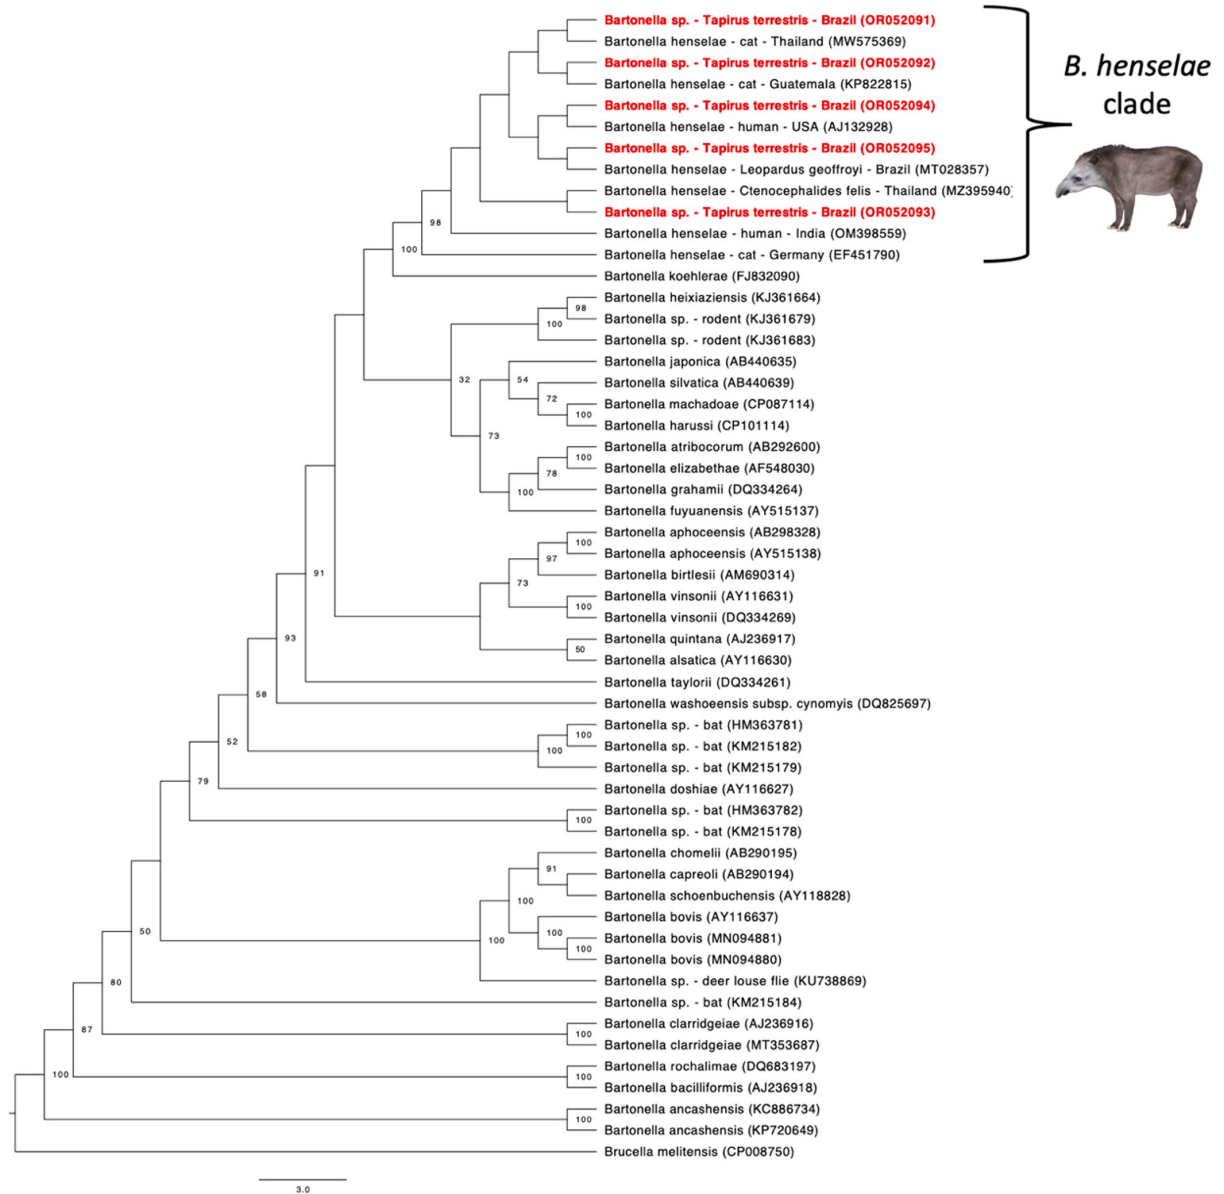 Bartonella sp. - Tapirus terrestris - Brazil (OR052091)
Bartonella henselae - cat - Thailand (MW575369)
Bartonella sp. - Tapirus terrestris - Brazil (OR052092)
Bartonella henselae - cat - Guatemala (KP822815)
Bartonella sp. - Tapirus terrestris - Brazil (OR052094)
Bartonella henselae - human - USA (AJ132928)
Bartonella sp. - Tapirus terrestris - Brazil (OR052095)
Bartonella henselae - Leopardus geoffroyi - Brazil (MT028357)
Bartonella henselae - Ctenocephalides felis - Thailand (MZ395940)
Bartonella sp. - Tapirus terrestris - Brazil (OR052093)
98
Bartonella henselae - human - India (OM398559)
100
Bartonella henselae - cat - Germany (EF451790)
B. henselae
clade
Bartonella koehlerae (FJ832090)
Bartonella heixiaziensis (KJ361664)
98
Bartonella sp. - rodent (KJ361679)
100
Bartonella sp. - rodent (KJ361683)
Bartonella japonica (AB440635)
32
54
Bartonella silvatica (AB440639)
72
Bartonella machadoae (CP087114)
100
Bartonella harussi (CP101114)
73
Bartonella atribocorum (AB292600)
100
Bartonella elizabethae (AF548030)
78
Bartonella grahamii (DQ334264)
100
Bartonella fuyuanensis (AY515137)
Bartonella aphoceensis (AB298328)
100
Bartonella aphoceensis (AY515138)
97
Bartonella birtlesii (AM690314)
91
73
Bartonella vinsonii (AY116631)
100
Bartonella vinsonii (DQ334269)
Bartonella quintana (AJ236917)
93
50
Bartonella alsatica (AY116630)
Bartonella taylorii (DQ334261)
58
Bartonella washoeensis subsp. cynomyis (DQ825697)
Bartonella sp. - bat (HM363781)
100
52
Bartonella sp. - bat (KM215182)
100
Bartonella sp. - bat (KM215179)
79
Bartonella doshiae (AY116627)
Bartonella sp. - bat (HM363782)
100
Bartonella sp. - bat (KM215178)
Bartonella chomelii (AB290195)
91
Bartonella capreoli (AB290194)
Bartonella schoenbuchensis (AY118828)
100
Bartonella bovis (AY116637)
50
100
Bartonella bovis (MN094881)
100
100
Bartonella bovis (MN094880)
80
Bartonella sp. - deer louse flie (KU738869)
Bartonella sp. - bat (KM215184)
87
Bartonella clarridgeiae (AJ236916)
100
Bartonella clarridgeiae (MT353687)
100
Bartonella rochalimae (DQ683197)
100
Bartonella bacilliformis (AJ236918)
Bartonella ancashensis (KC886734)
100
Bartonella ancashensis (KP720649)
Brucella melitensis (CP008750)
3.0